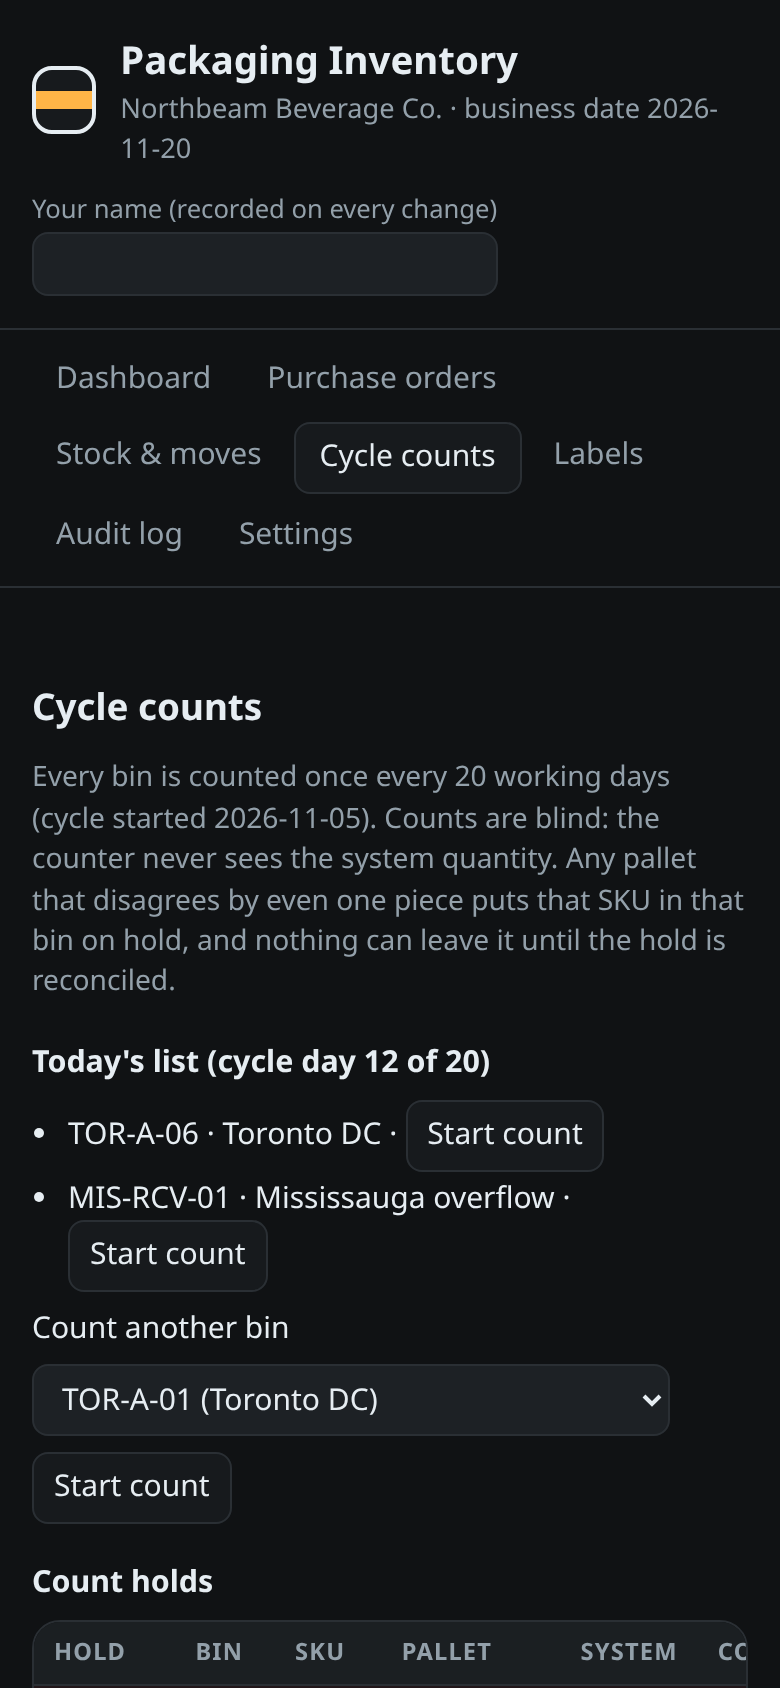 Packaging Inventory
Northbeam Beverage Co. · business date 2026-
11-20
Your name (recorded on every change)
Dashboard Purchase orders
Stock & moves Cycle counts Labels
Audit log Settings
Cycle counts
Every bin is counted once every 20 working days
(cycle started 2026-11-05). Counts are blind: the
counter never sees the system quantity. Any pallet
that disagrees by even one piece puts that SKU in that
bin on hold, and nothing can leave it until the hold is
reconciled.
Today's list (cycle day 12 of 20)
• TOR-A-06 · Toronto DC · Start count
• MIS-RCV-01 · Mississauga overflow ·
Start count
Count another bin
TOR-A-01 (Toronto DC)
Start count
Count holds
HOLD BIN SKU PALLET SYSTEM